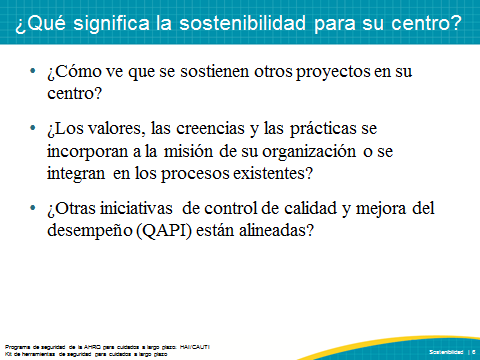 ¿Qué significa la sostenibilidad para su centro?
• ¿Cómo ve que se sostienen otros proyectos en su
centro?
• ¿Los valores, las creencias y las prácticas se
incorporan a la misión de su organización o se
integran en los procesos existentes?
• ¿Otras iniciativas de control de calidad y mejora del
desempeño (QAPI) están alineadas?
Programa de seguridad de la AHRQ para cuidados a largo plazo: HAI/CAUTI
Kit de herramientas de seguridad para cuidados a largo plazo
Sostenibilidad | 6